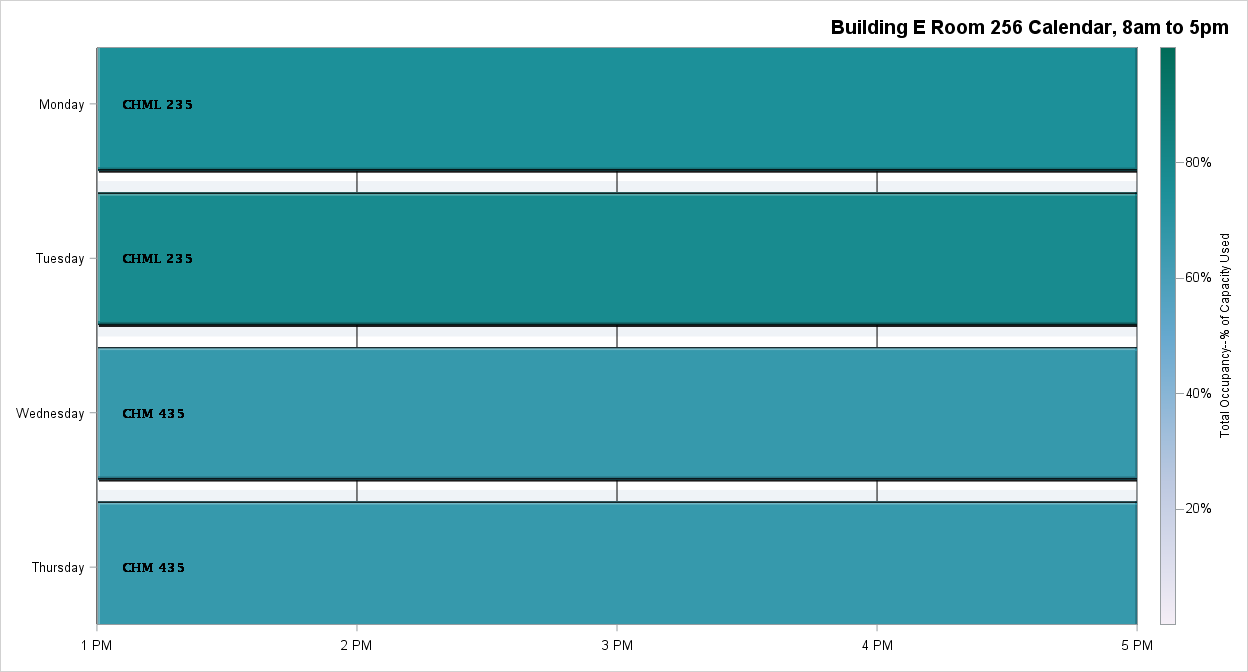 Building E Room 256 Calendar, 8am to 5pm
Monday
CHML 235
Tuesday
CHML 235
Wednesday
CHM 435
Thursday
CHM 435
1 PM
2 PM
3 PM
4 PM
5 PM
80%
60%
40%
20%
Total Occupancy--% of Capacity Used